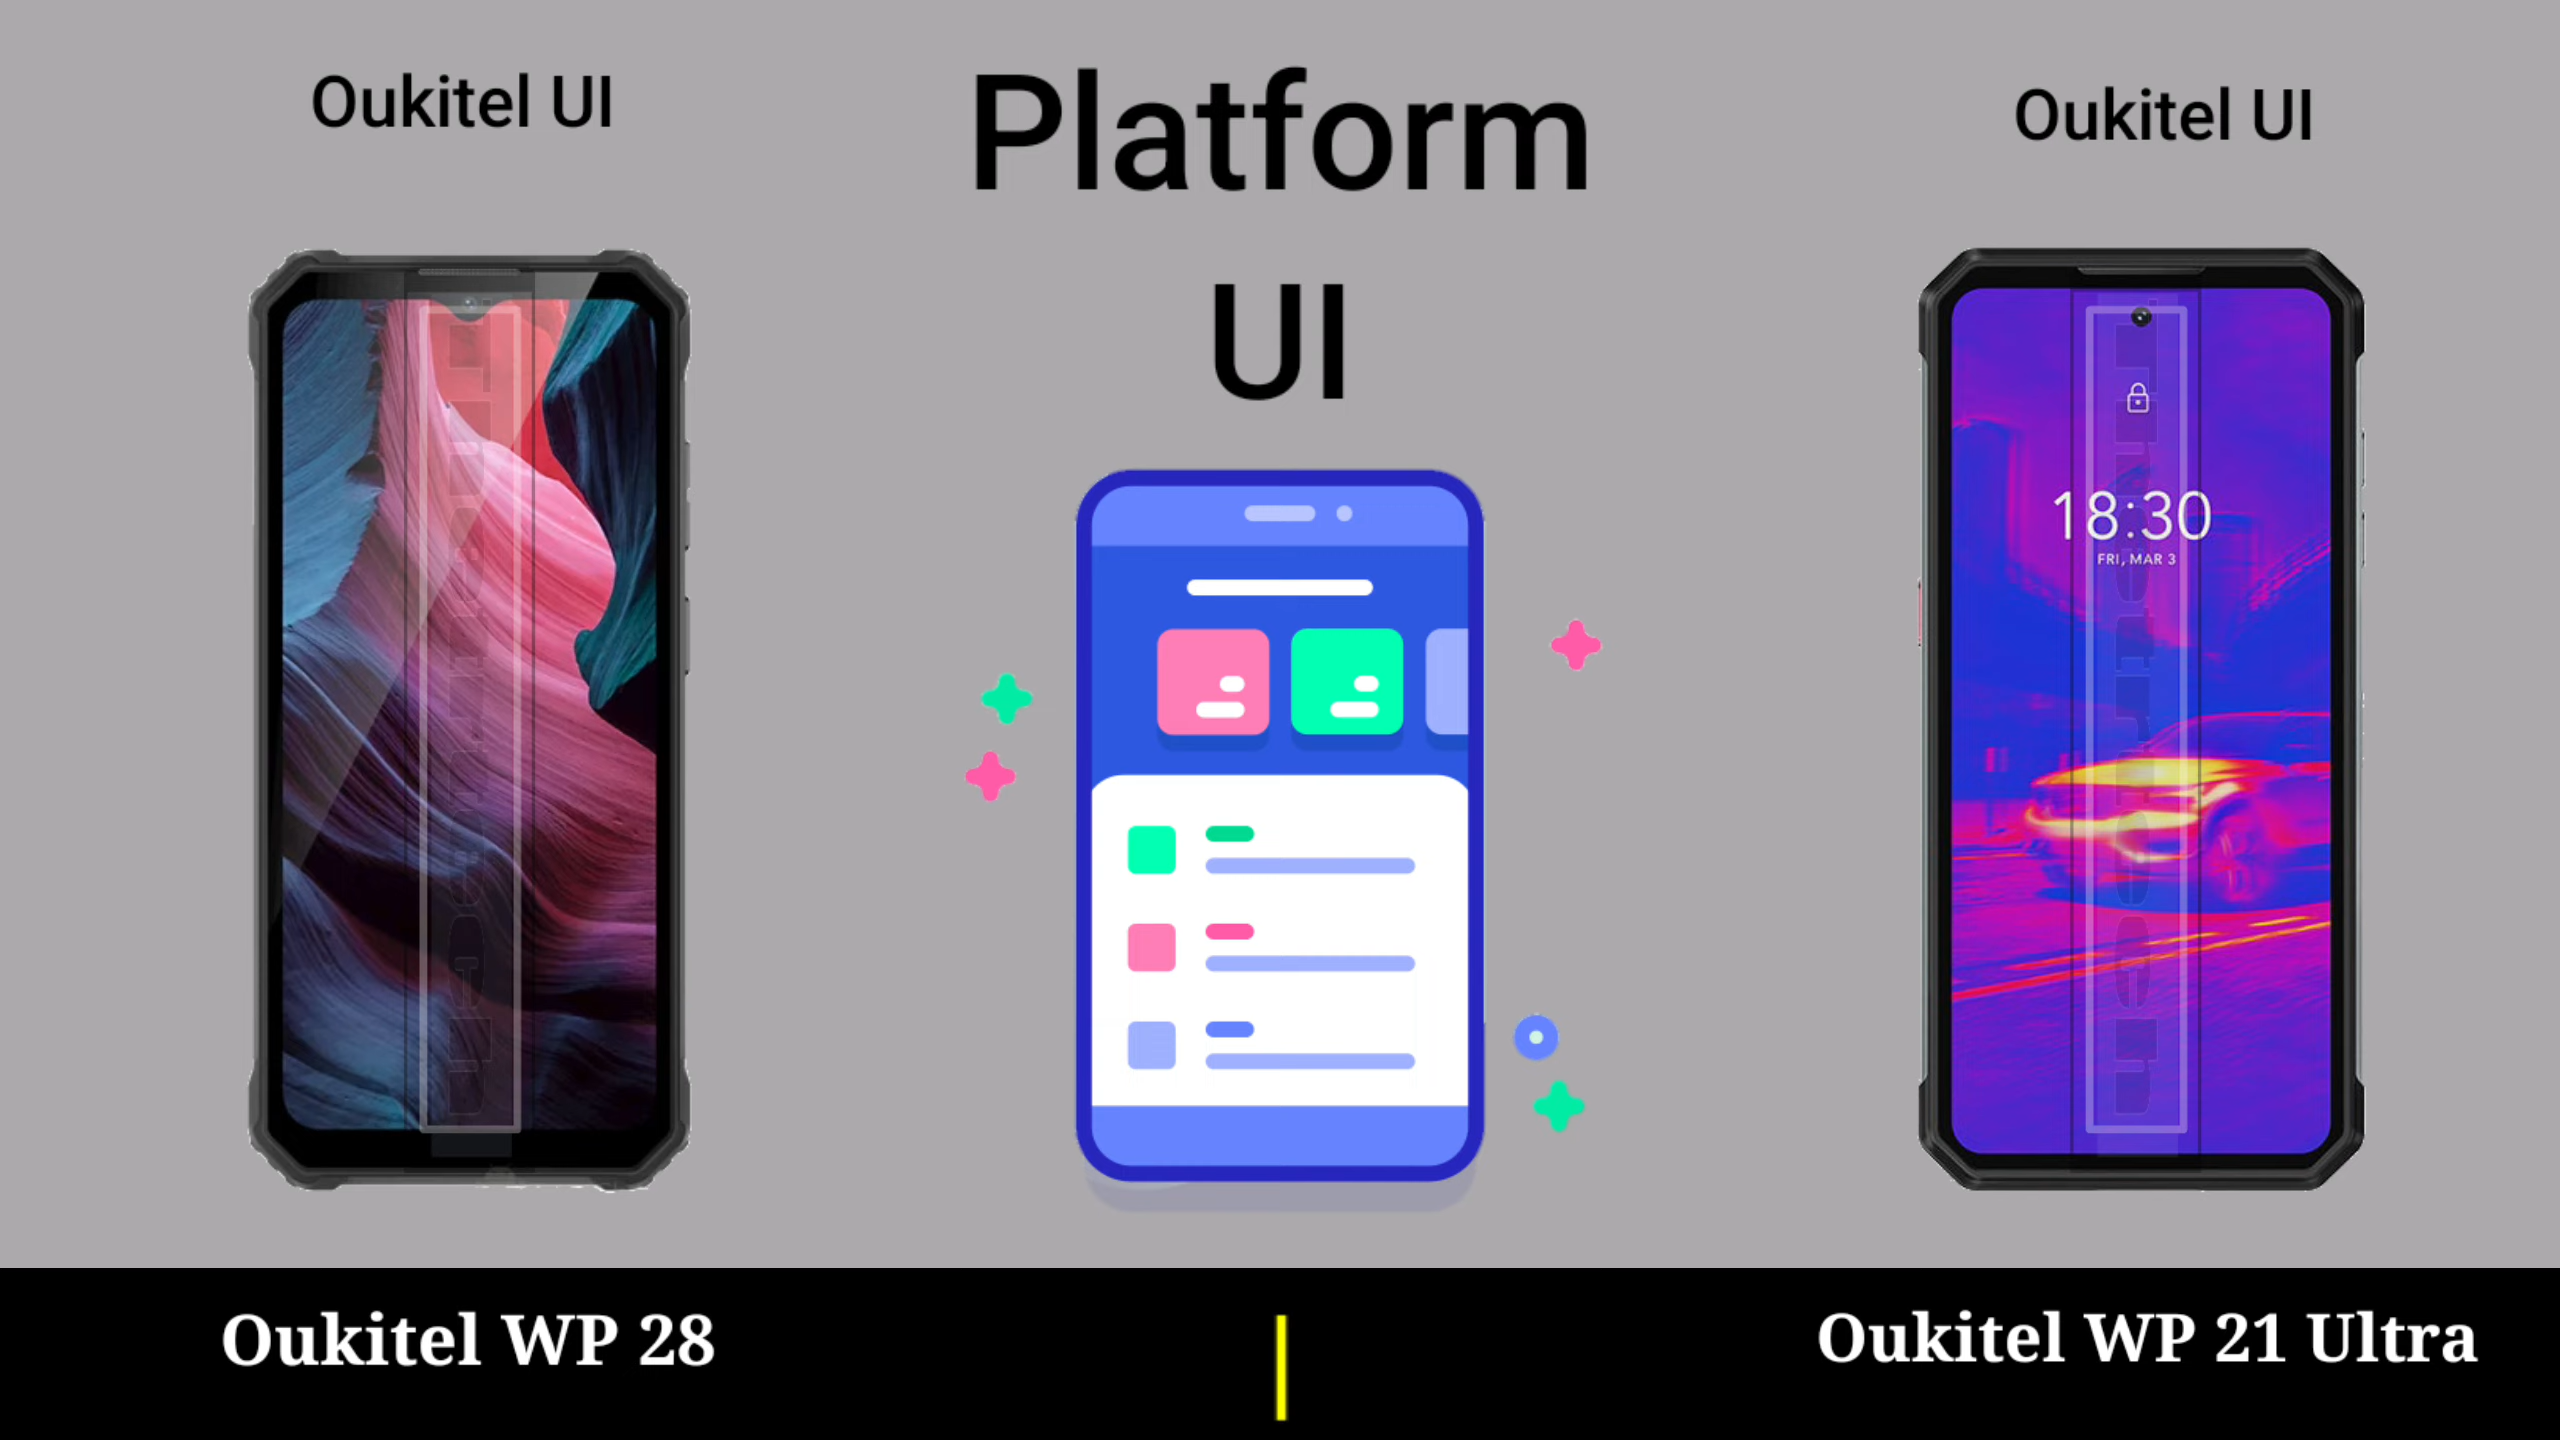 Oukitel UI
Platform
UI
Oukitel UI
18:30
FRI, MAR 3
Oukitel WP 28
Oukitel WP 21 Ultra